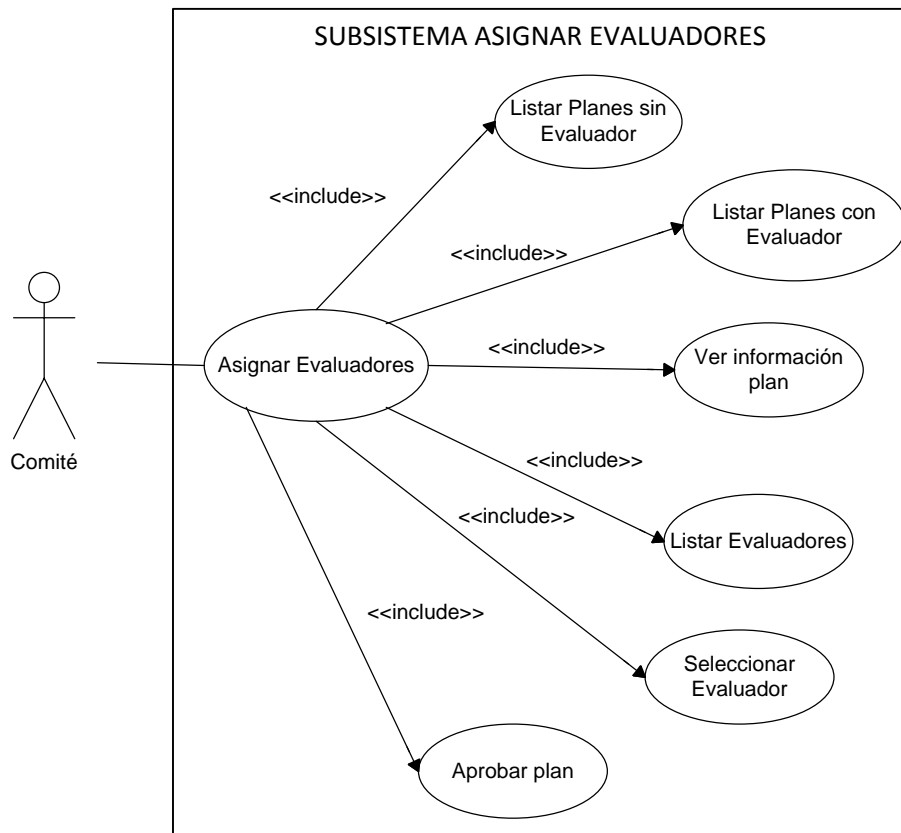 SUBSISTEMA ASIGNAR EVALUADORES
Listar Planes sin
Evaluador
<<include>>
Listar Planes con
Evaluador
<<include>>
Asignar Evaluadores
<<include>>
Ver información
plan
Comité
<<include>>
Listar Evaluadores
<<include>>
<<include>>
Seleccionar
Evaluador
Aprobar plan